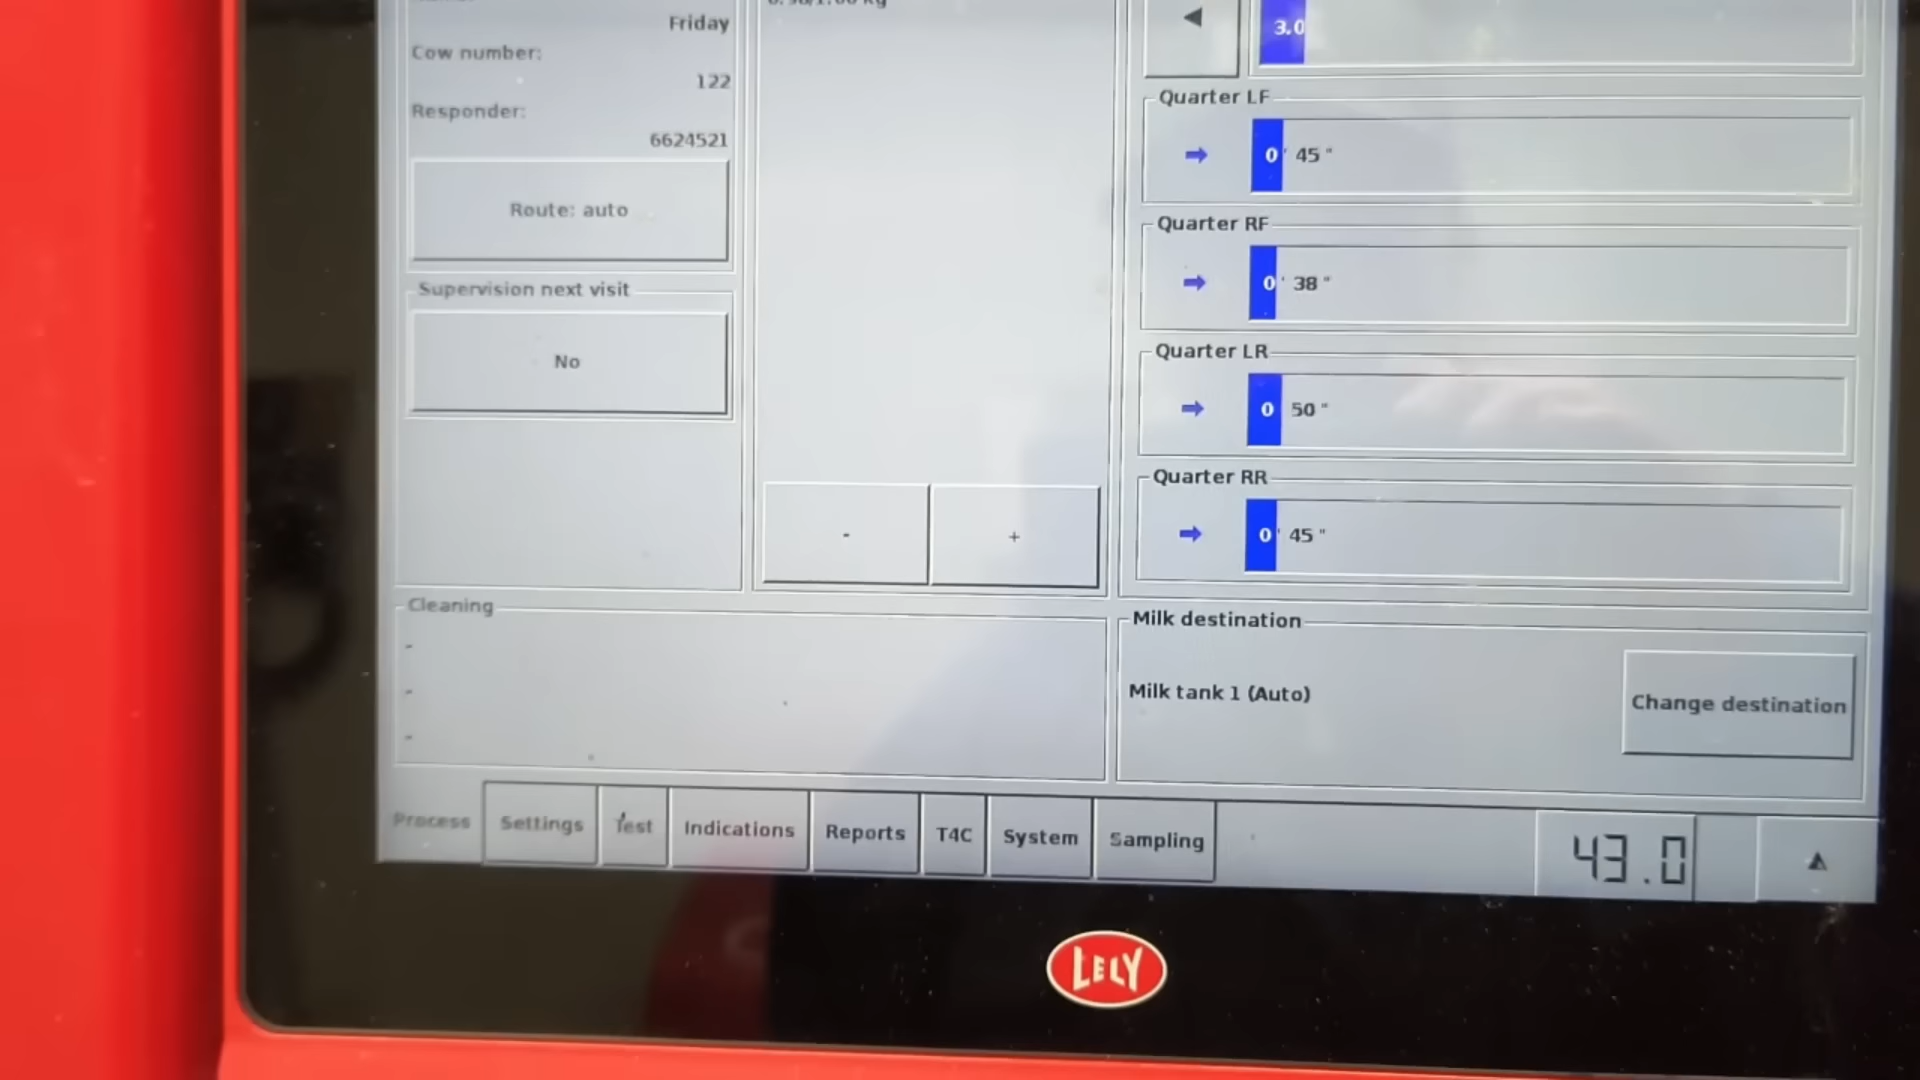 Friday
Cow number:
122
Responder:
6624521
Route: auto
Supervision next visit
No
- +
3.0
Quarter LF
0' 45"
Quarter RF
0' 38"
Quarter LR
0 50"
Quarter RR
0' 45"
Cleaning
-
-
-
Milk destination
Milk tank 1 (Auto)
Change destination
Process Settings Test Indications Reports T4C System Sampling 43.0
LELY